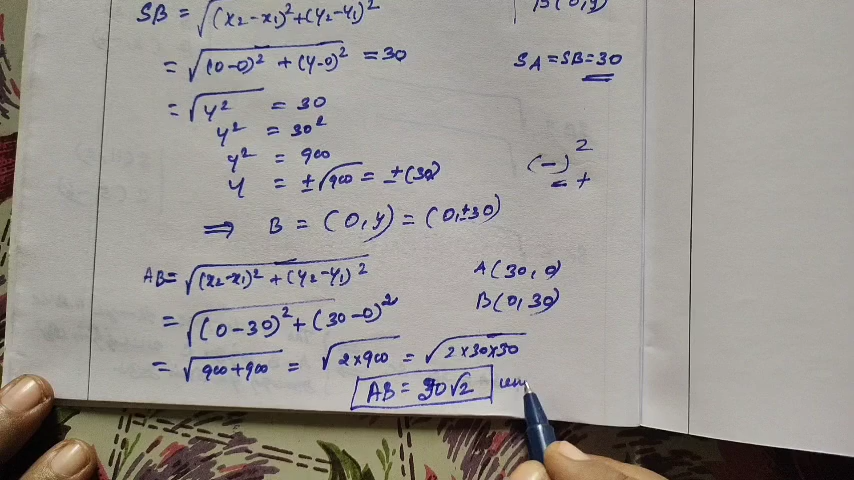 SB = √(x2-x1)²+(y2-y1)²
B(0,y)
= √(0-0)² + (y-0)² = 30
SA = SB = 30
= √y² = 30
y² = 30²
y² = 900
(-)² = +
y = ±√900 = ±(30)
⇒ B = (0,y) = (0,±30)
AB = √(x2-x1)² + (y2-y1)²
A(30,0)
= √(0-30)² + (30-0)²
B(0,30)
= √900+900 = √2×900 = √2×30×30
AB = 30√2